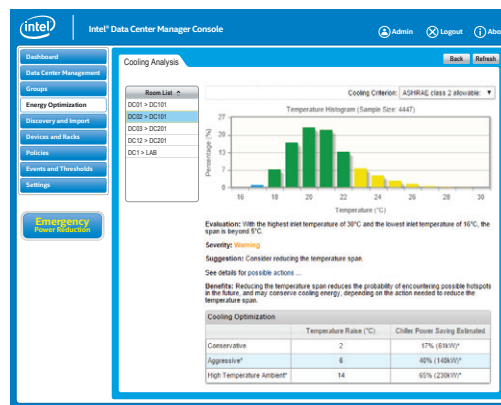 intel
Intel® Data Center Manager Console
Admin
Logout
Abo
Dashboard
Data Center Management
Groups
Energy Optimization
Discovery and Import
Devices and Racks
Policies
Events and Thresholds
Settings
Emergency
Power Reduction
Cooling Analysis
Back
Refresh
Room List
DC01 > DC101
DC02 > DC101
DC03 > DC201
DC12 > DC201
DC1 > LAB
Cooling Criterion: ASHRAE class 2 allowable:
Temperature Histogram (Sample Size: 4447)
Percentage (%)
27
20
13
7
0
16 18 20 22 24 26 28 30
Temperature (°C)
Evaluation: With the highest inlet temperature of 30°C and the lowest inlet temperature of 16°C, the
span is beyond 5°C.
Severity: Warning
Suggestion: Consider reducing the temperature span.
See details for possible actions ...
Benefits: Reducing the temperature span reduces the probability of encountering possible hotspots
in the future, and may conserve cooling energy, depending on the action needed to reduce the
temperature span.
Cooling Optimization
Temperature Raise (°C) Chiller Power Saving Estimated
Conservative 2 17% (61kW)*
Aggressive* 6 40% (140kW)*
High Temperature Ambient* 14 65% (230kW)*